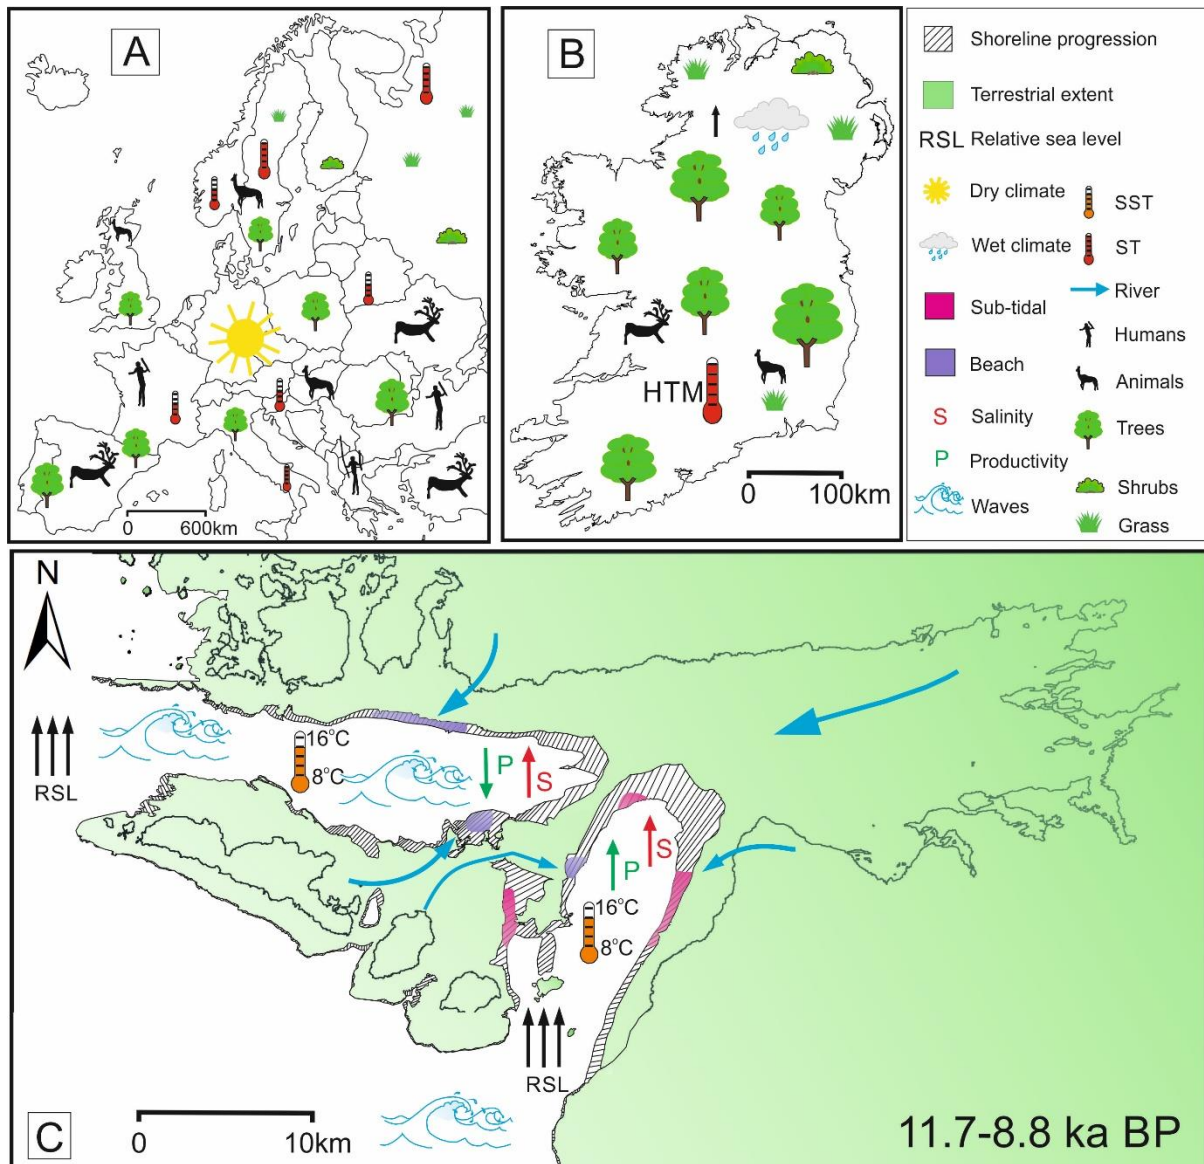 A
600km
0
B
HTM
0
100km
Shoreline progression
Terrestrial extent
RSL Relative sea level
Dry climate
SST
Wet climate
ST
River
Sub-tidal
Humans
Beach
Animals
S Salinity
Trees
P Productivity
Shrubs
Waves
Grass
N
RSL
16°C
8°C
P
S
P
S
16°C
8°C
RSL
C
0
10km
11.7-8.8 ka BP